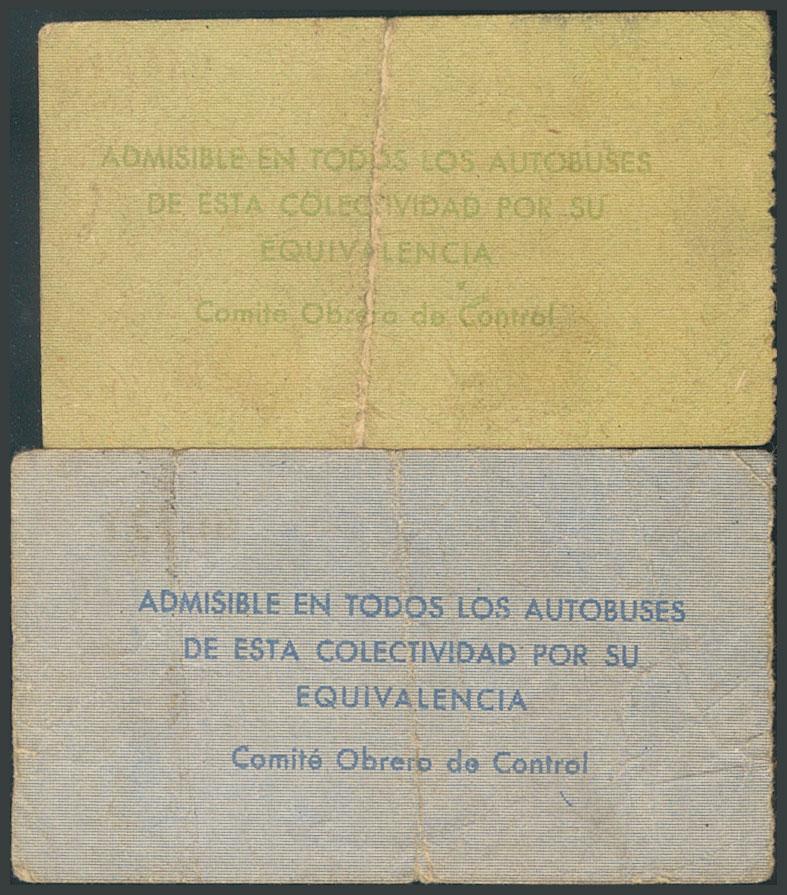 ADMISIBLE EN TODOS LOS AUTOBUSES
DE ESTA COLECTIVIDAD POR SU
EQUIVALENCIA
Comité Obrero de Control
ADMISIBLE EN TODOS LOS AUTOBUSES
DE ESTA COLECTIVIDAD POR SU
EQUIVALENCIA
Comité Obrero de Control